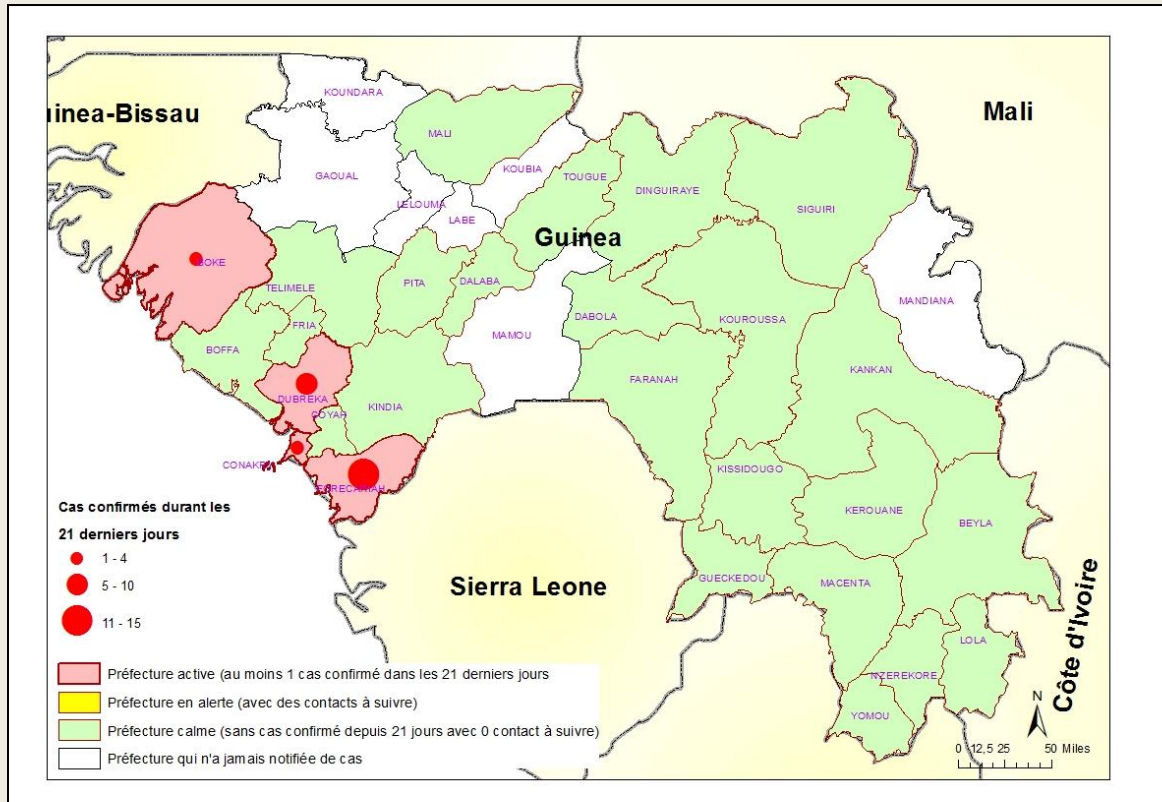 uinea-Bissau
Mali
KOUNDARA
MALI
GAOUAL
KOUBIA
TOUGUE
DINGUIRAYE
LELOUMA
LABE
SIGUIRI
Guinea
BOKE
TELIMELE
PITA
DALABA
MANDIANA
FRIA
DABOLA
KOUROUSSA
MAMOU
BOFFA
KANKAN
FARANAH
DUBREKA
COYAH
KINDIA
CONAKRY
FORECARIAH
KISSIDOUGO
KEROUANE
BEYLA
Sierra Leone
GUECKEDOU
MACENTA
Côte d'Ivoire
LOLA
N'ZEREKORE
YOMOU
Cas confirmés durant les
21 derniers jours
1 - 4
5 - 10
11 - 15
Préfecture active (au moins 1 cas confirmé dans les 21 derniers jours
Préfecture en alerte (avec des contacts à suivre)
Préfecture calme (sans cas confirmé depuis 21 jours avec 0 contact à suivre)
Préfecture qui n'a jamais notifiée de cas
N
0 12,5 25 50 Miles